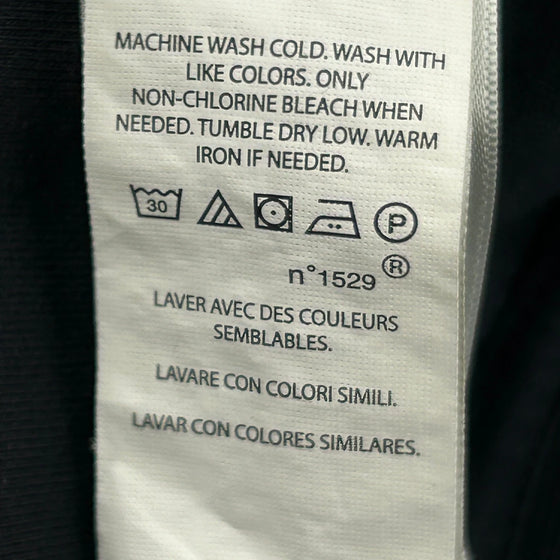 MACHINE WASH COLD. WASH WITH
LIKE COLORS. ONLY
NON-CHLORINE BLEACH WHEN
NEEDED. TUMBLE DRY LOW. WARM
IRON IF NEEDED.
30 P
n°1529 ®
LAVER AVEC DES COULEURS
SEMBLABLES.
LAVARE CON COLORI SIMILI.
LAVAR CON COLORES SIMILARES.